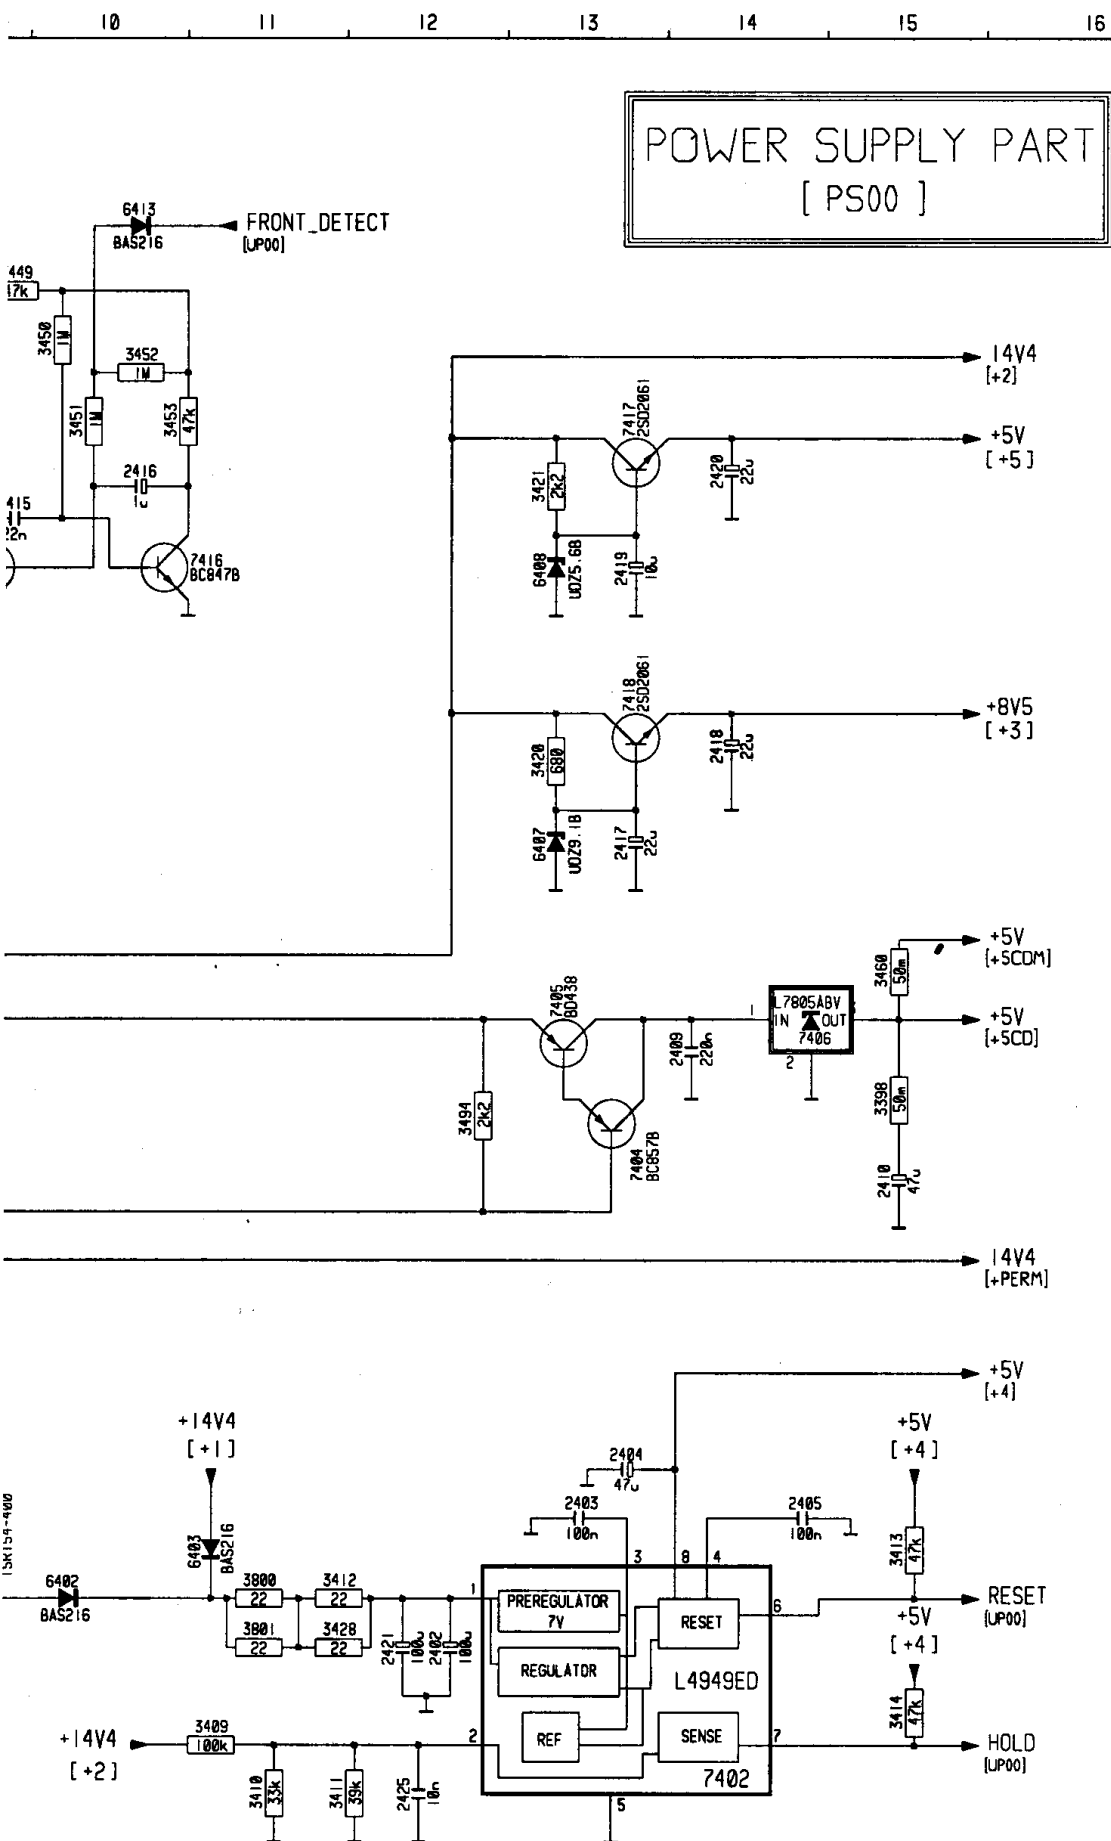 10 11 12 13 14 15 16
POWER SUPPLY PART
[ PS00 ]
6413
BAS216
FRONT_DETECT
[UP00]
449
17k
3450
1M
3452
1M
3451
1M
3453
47k
2416
1u
415
22n
7416
BC847B
14V4
[+2]
7417
2SD2061
+5V
[ +5 ]
3421
2k2
2420
22u
6408
UDZ5.6B
2419
10u
7418
2SD2061
+8V5
[ +3 ]
3420
680
2418
22u
6407
UDZ9.1B
2417
22u
+5V
[+5CDM]
3460
50m
7405
BD438
L7805ABV
IN OUT
7406
1
2
+5V
[+5CD]
2409
220n
3494
2k2
3398
50m
7404
BC857B
2410
47u
14V4
[+PERM]
+5V
[+4]
+14V4
[ +1 ]
+5V
[ +4 ]
2404
47u
2403
100n
2405
100n
1SR154-400
6403
BAS216
3413
47k
3 8 4
6402
BAS216
3800
22
3412
22
1
PREREGULATOR
7V
RESET
6
RESET
[UP00]
3801
22
3428
22
2421
100u
2402
100u
REGULATOR
L4949ED
+5V
[ +4 ]
3414
47k
+14V4
[ +2 ]
3409
100k
2
REF
SENSE
7
HOLD
[UP00]
7402
3410
33k
3411
39k
2425
10n
5